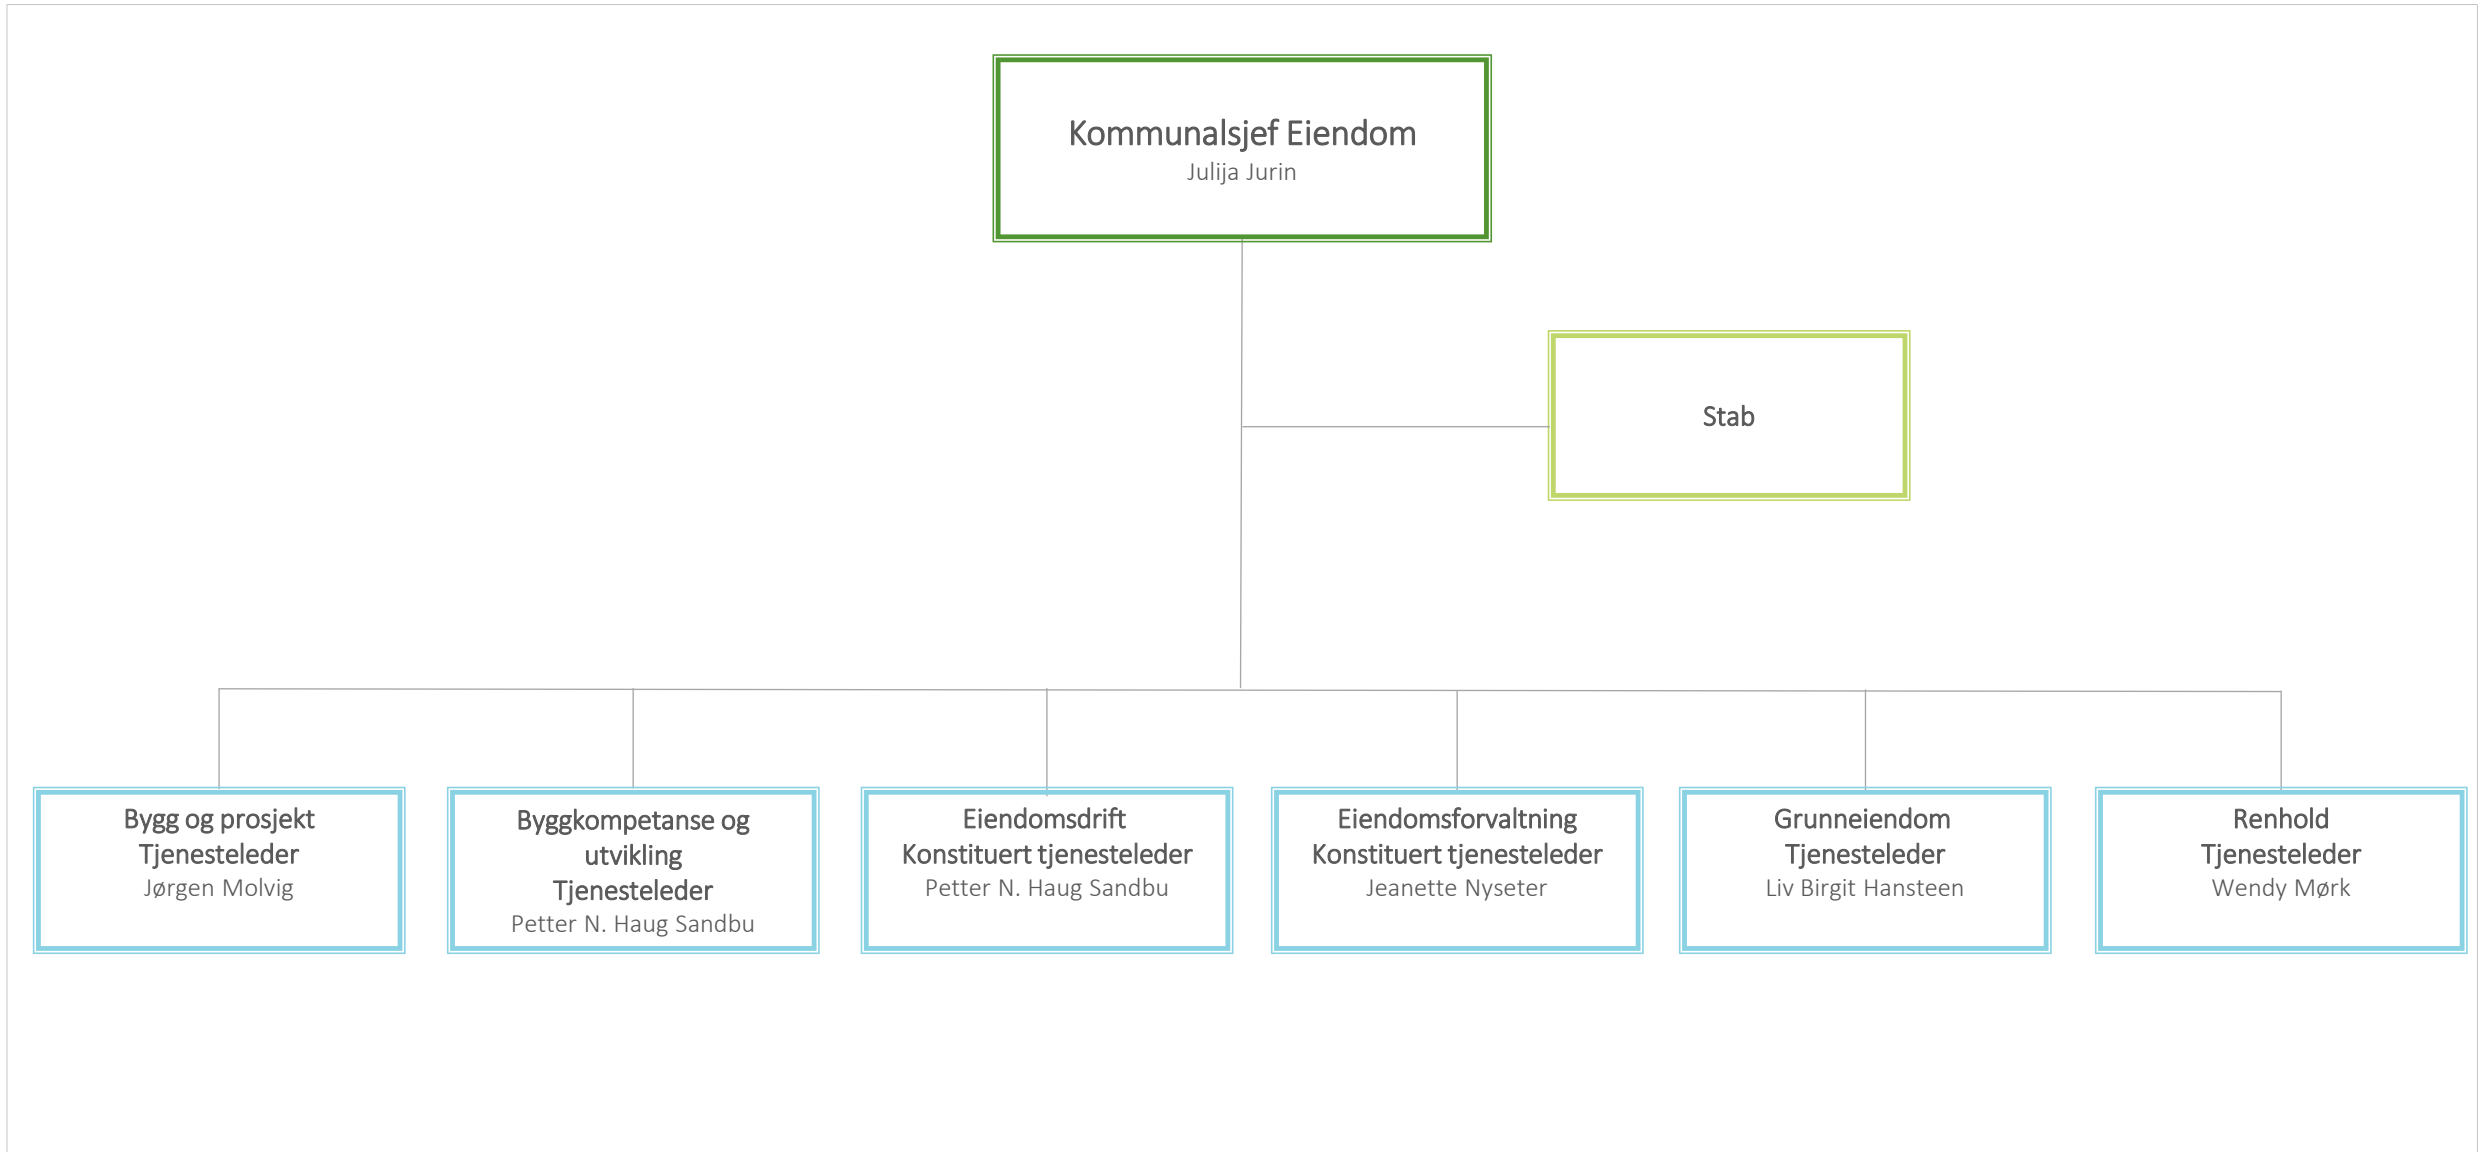 Kommunalsjef Eiendom
Julija Jurin
Stab
Bygg og prosjekt
Tjenesteleder
Jørgen Molvig
Byggkompetanse og
utvikling
Tjenesteleder
Petter N. Haug Sandbu
Eiendomsdrift
Konstituert tjenesteleder
Petter N. Haug Sandbu
Eiendomsforvaltning
Konstituert tjenesteleder
Jeanette Nyseter
Grunneiendom
Tjenesteleder
Liv Birgit Hansteen
Renhold
Tjenesteleder
Wendy Mørk